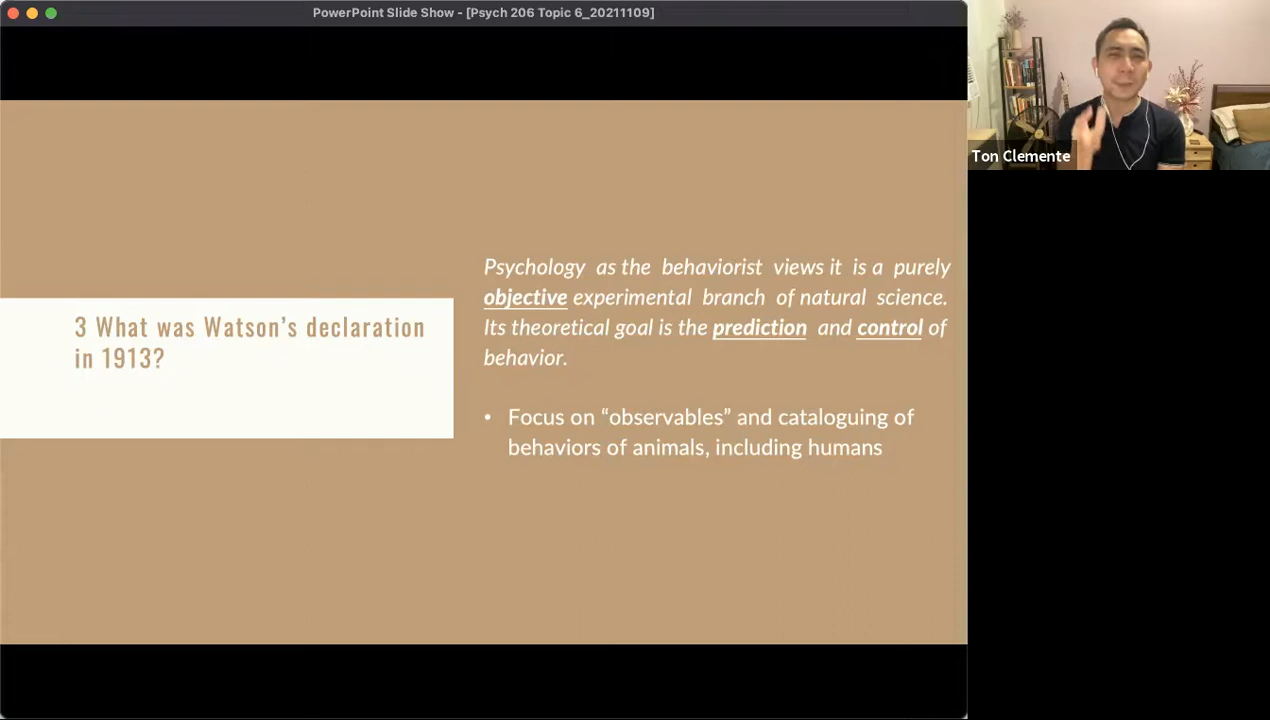 PowerPoint Slide Show - [Psych 206 Topic 6_20211109]
Ton Clemente
3 What was Watson's declaration
in 1913?
Psychology as the behaviorist views it is a purely
objective experimental branch of natural science.
Its theoretical goal is the prediction and control of
behavior.
• Focus on “observables” and cataloguing of
behaviors of animals, including humans